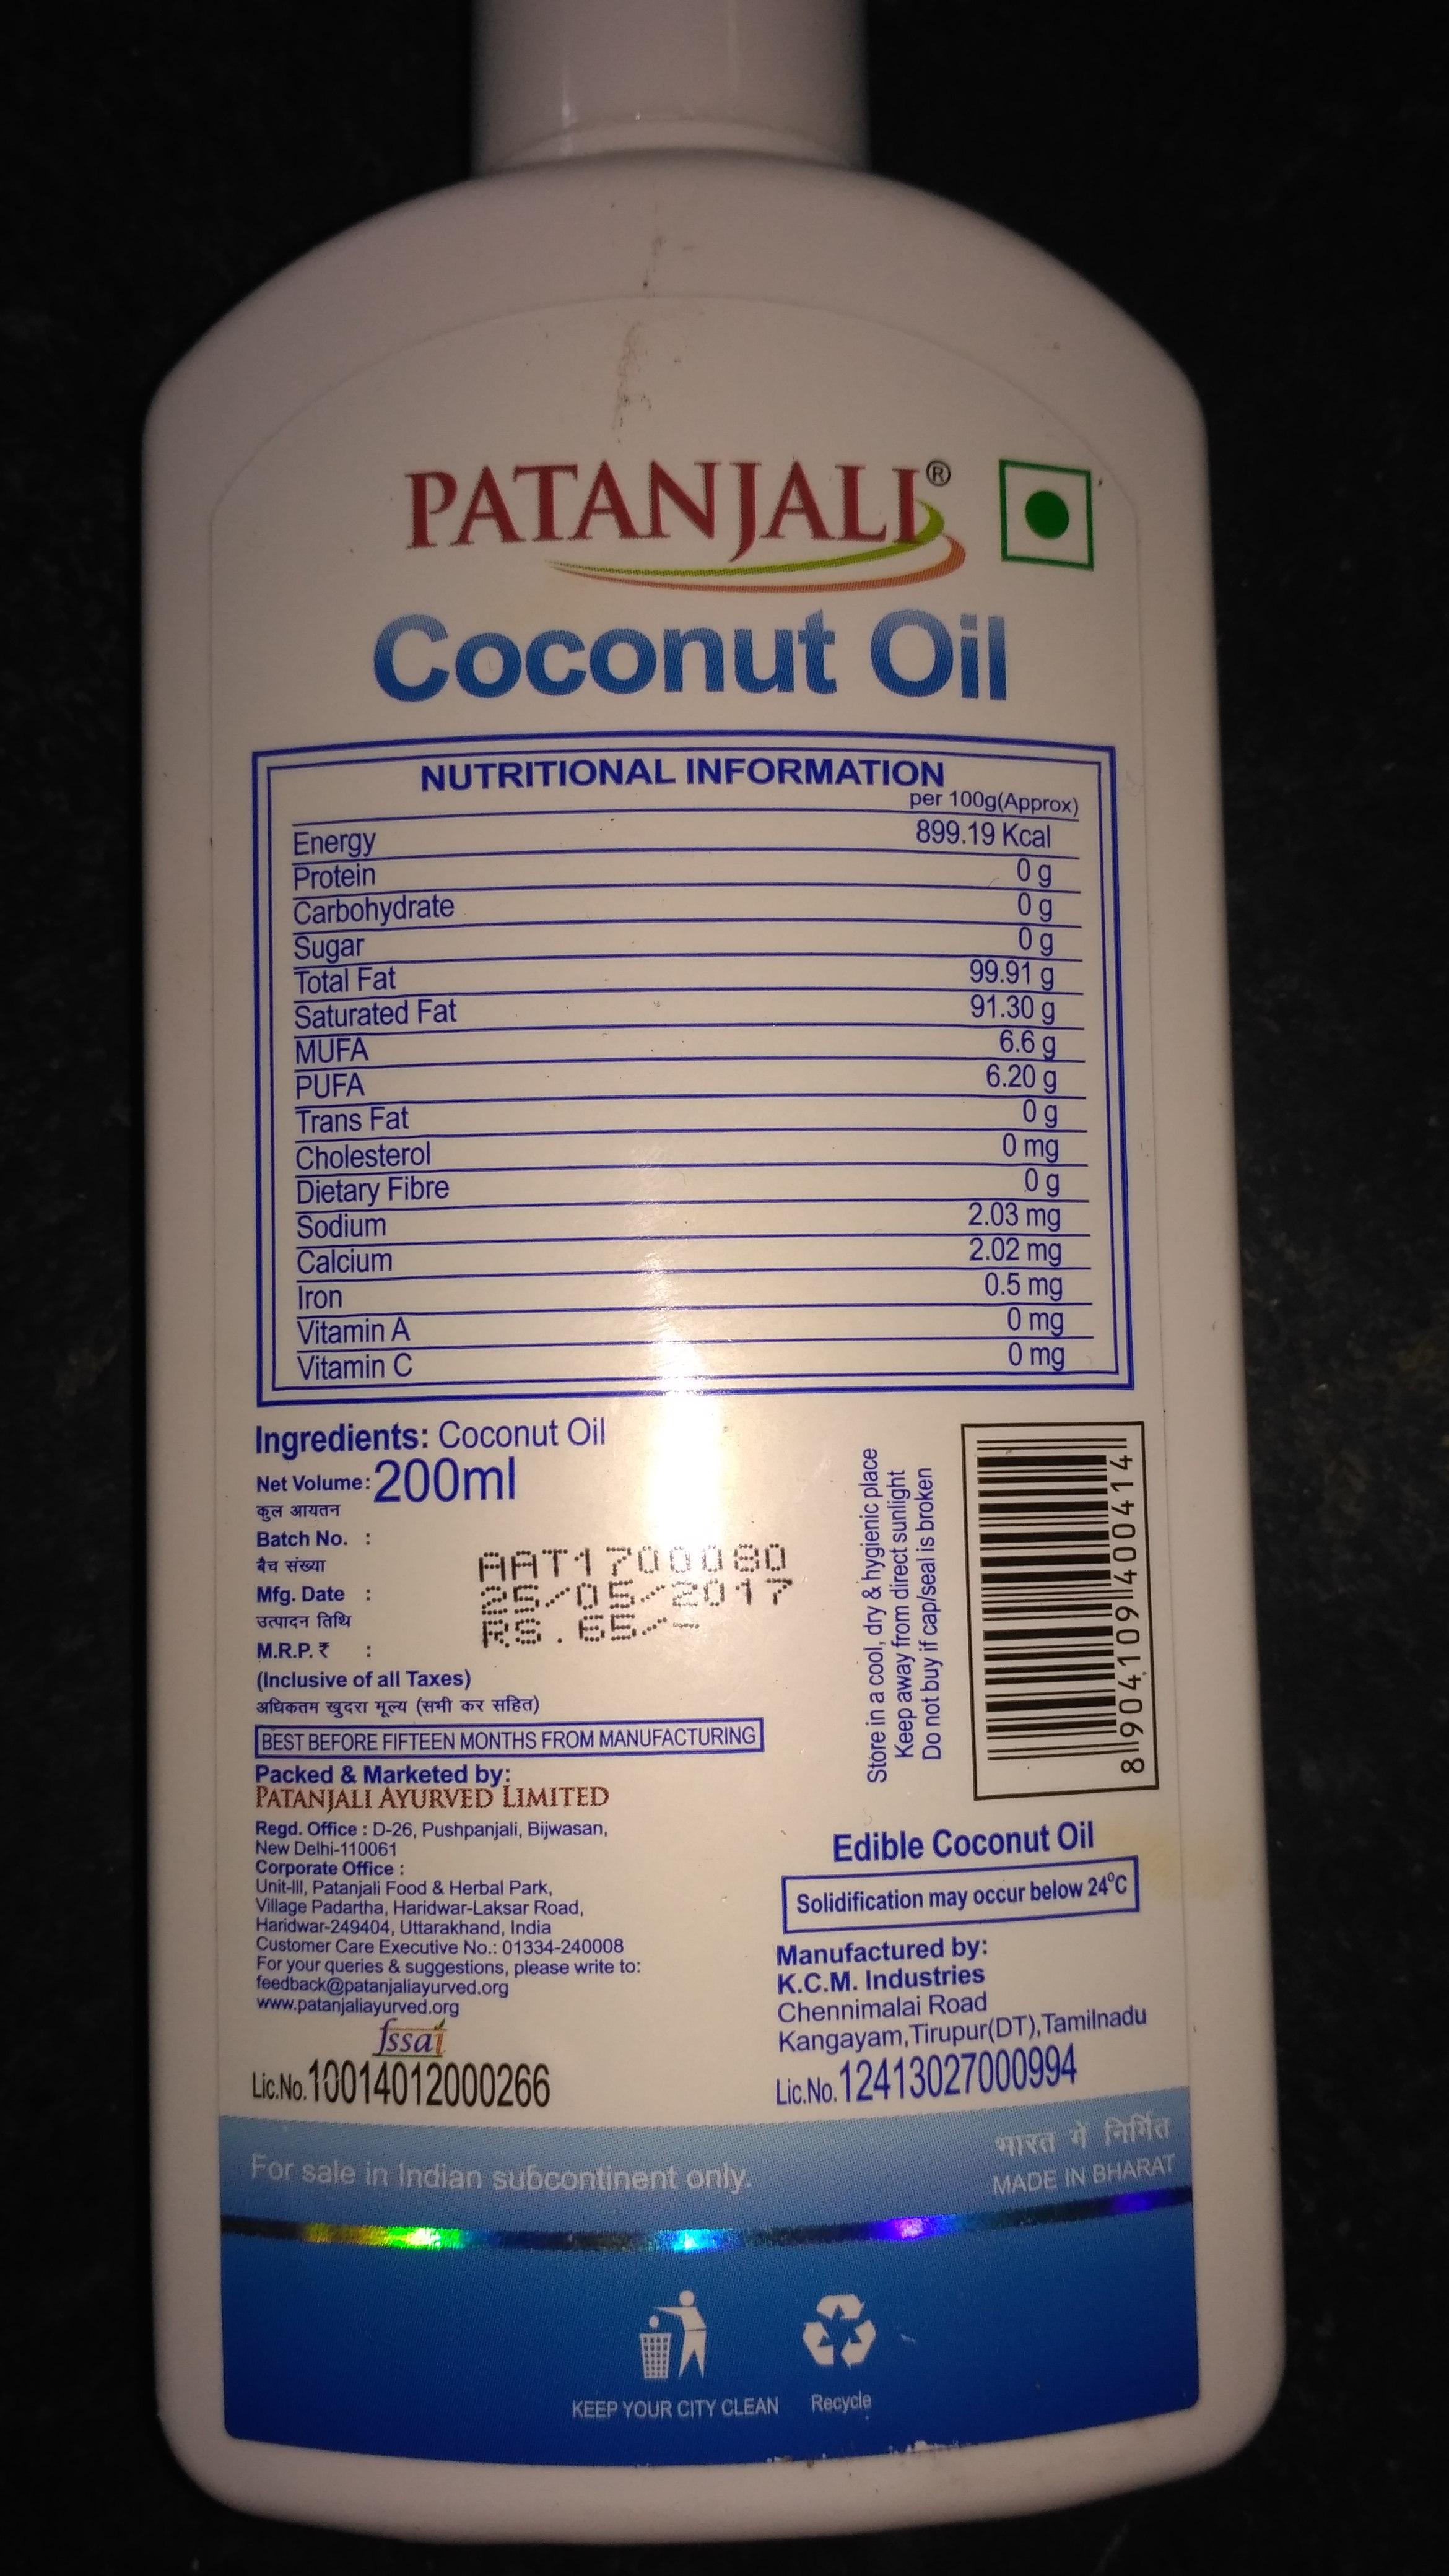 PATANJALI®
Coconut Oil
NUTRITIONAL INFORMATION
per 100g(Approx)
Energy 899.19 Kcal
Protein 0 g
Carbohydrate 0 g
Sugar 0 g
Total Fat 99.91 g
Saturated Fat 91.30 g
MUFA 6.6 g
PUFA 6.20 g
Trans Fat 0 g
Cholesterol 0 mg
Dietary Fibre 0 g
Sodium 2.03 mg
Calcium 2.02 mg
Iron 0.5 mg
Vitamin A 0 mg
Vitamin C 0 mg
Ingredients: Coconut Oil
Net Volume: 200ml
कुल आयतन
Batch No. : AAT1700080
बैच संख्या
Mfg. Date : 25/05/2017
उत्पादन तिथि
M.R.P. ₹ : RS.65/-
(Inclusive of all Taxes)
अधिकतम खुदरा मूल्य (सभी कर सहित)
BEST BEFORE FIFTEEN MONTHS FROM MANUFACTURING
Packed & Marketed by:
PATANJALI AYURVED LIMITED
Regd. Office : D-26, Pushpanjali, Bijwasan,
New Delhi-110061
Corporate Office :
Unit-III, Patanjali Food & Herbal Park,
Village Padartha, Haridwar-Laksar Road,
Haridwar-249404, Uttarakhand, India
Customer Care Executive No.: 01334-240008
For your queries & suggestions, please write to:
feedback@patanjaliayurved.org
www.patanjaliayurved.org
fssai
Lic.No.10014012000266
Store in a cool, dry & hygienic place
Keep away from direct sunlight
Do not buy if cap/seal is broken
8 904109 400414
Edible Coconut Oil
Solidification may occur below 24°C
Manufactured by:
K.C.M. Industries
Chennimalai Road
Kangayam,Tirupur(DT),Tamilnadu
Lic.No.12413027000994
For sale in Indian subcontinent only.
भारत में निर्मित
MADE IN BHARAT
KEEP YOUR CITY CLEAN
Recycle